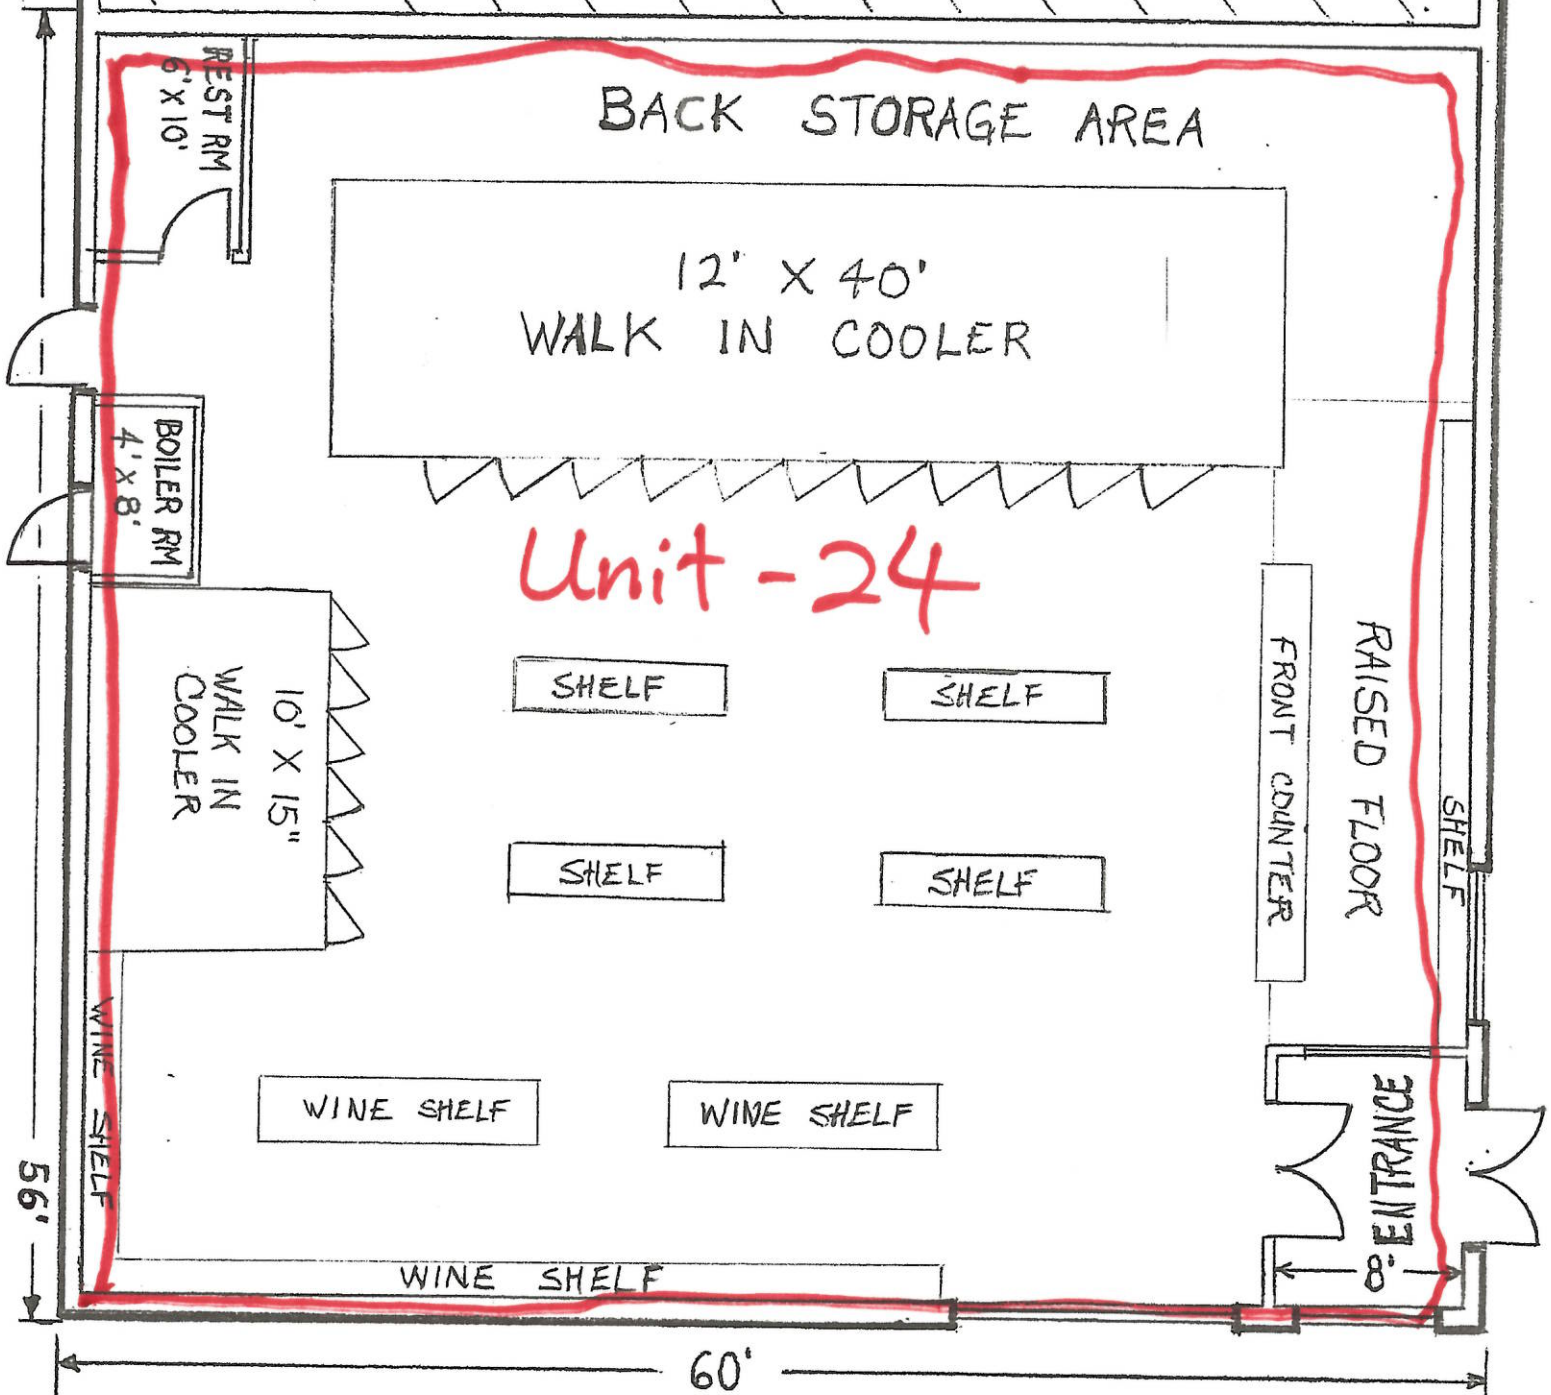 REST RM
6' X 10'
BACK STORAGE AREA
12' X 40'
WALK IN COOLER
BOILER RM
4' X 8'
Unit - 24
10' X 15"
WALK IN
COOLER
SHELF
SHELF
SHELF
SHELF
FRONT COUNTER
RAISED FLOOR
SHELF
WINE SHELF
WINE SHELF
WINE SHELF
ENTRANCE
8'
WINE SHELF
56'
60'